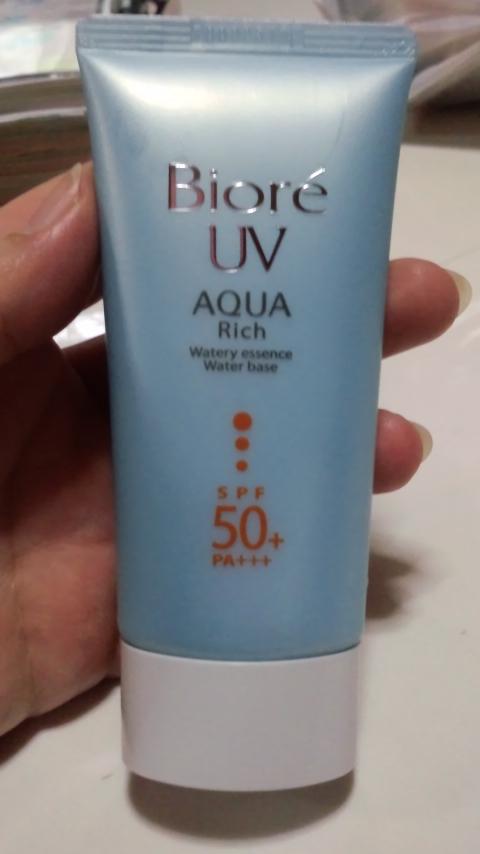 Bioré
UV
AQUA
Rich
Watery essence
Water base
SPF
50+
PA+++